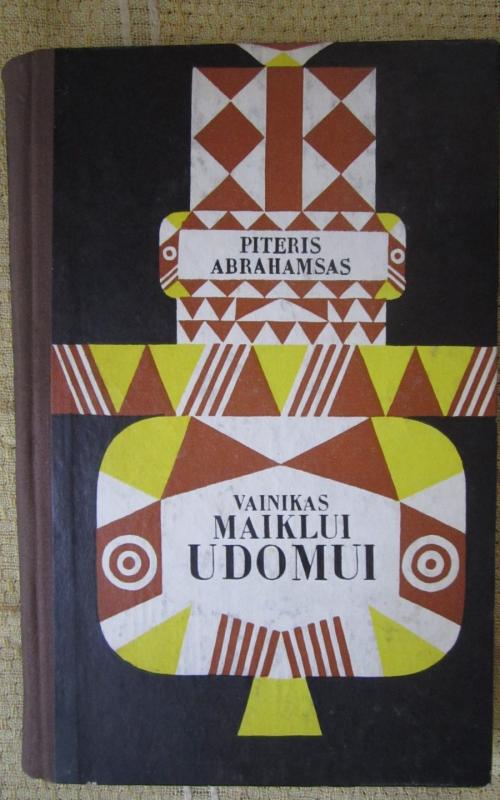 PITERIS
ABRAHAMSAS
VAINIKAS
MAIKLUI
UDOMUI